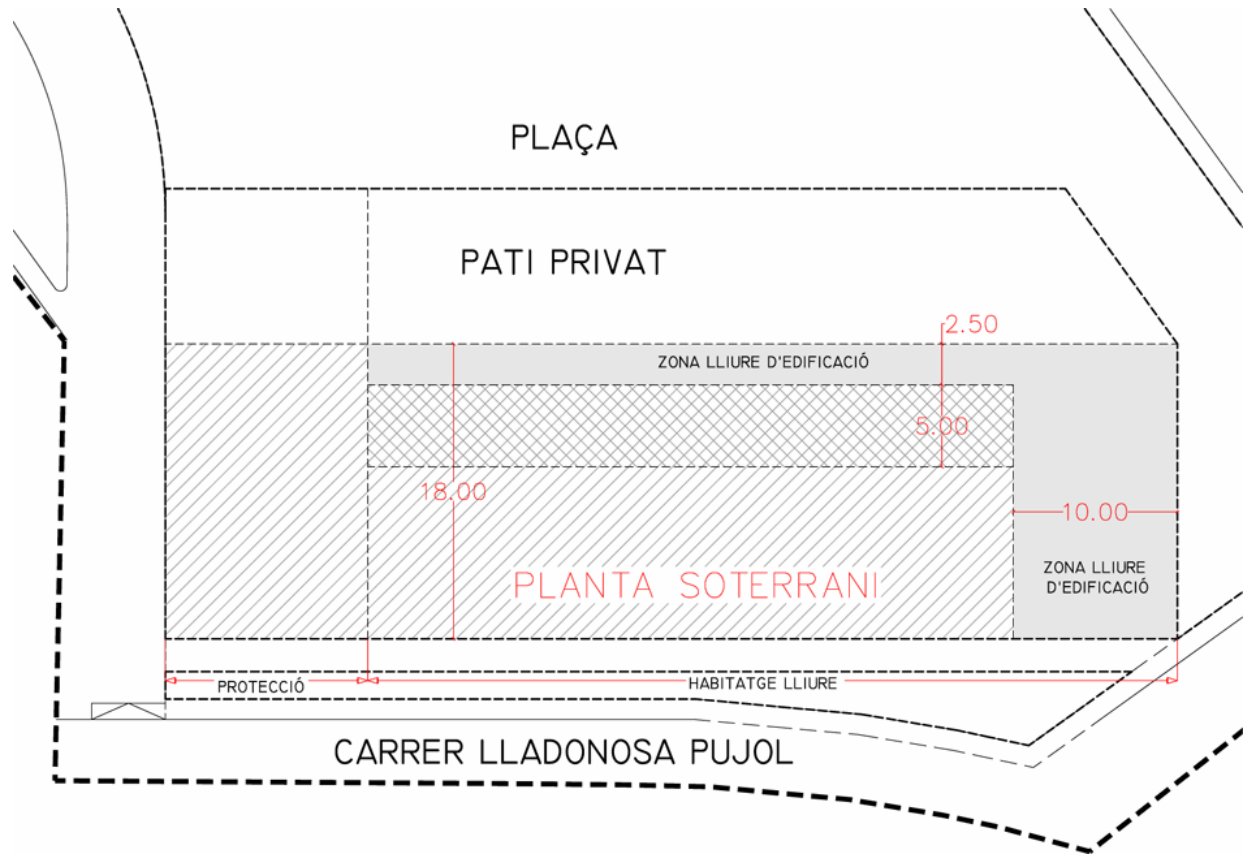 PLAÇA
PATI PRIVAT
2.50
ZONA LLIURE D'EDIFICACIÓ
5.00
18.00
10.00
ZONA LLIURE
D'EDIFICACIÓ
PLANTA SOTERRANI
PROTECCIÓ
HABITATGE LLIURE
CARRER LLADONOSA PUJOL